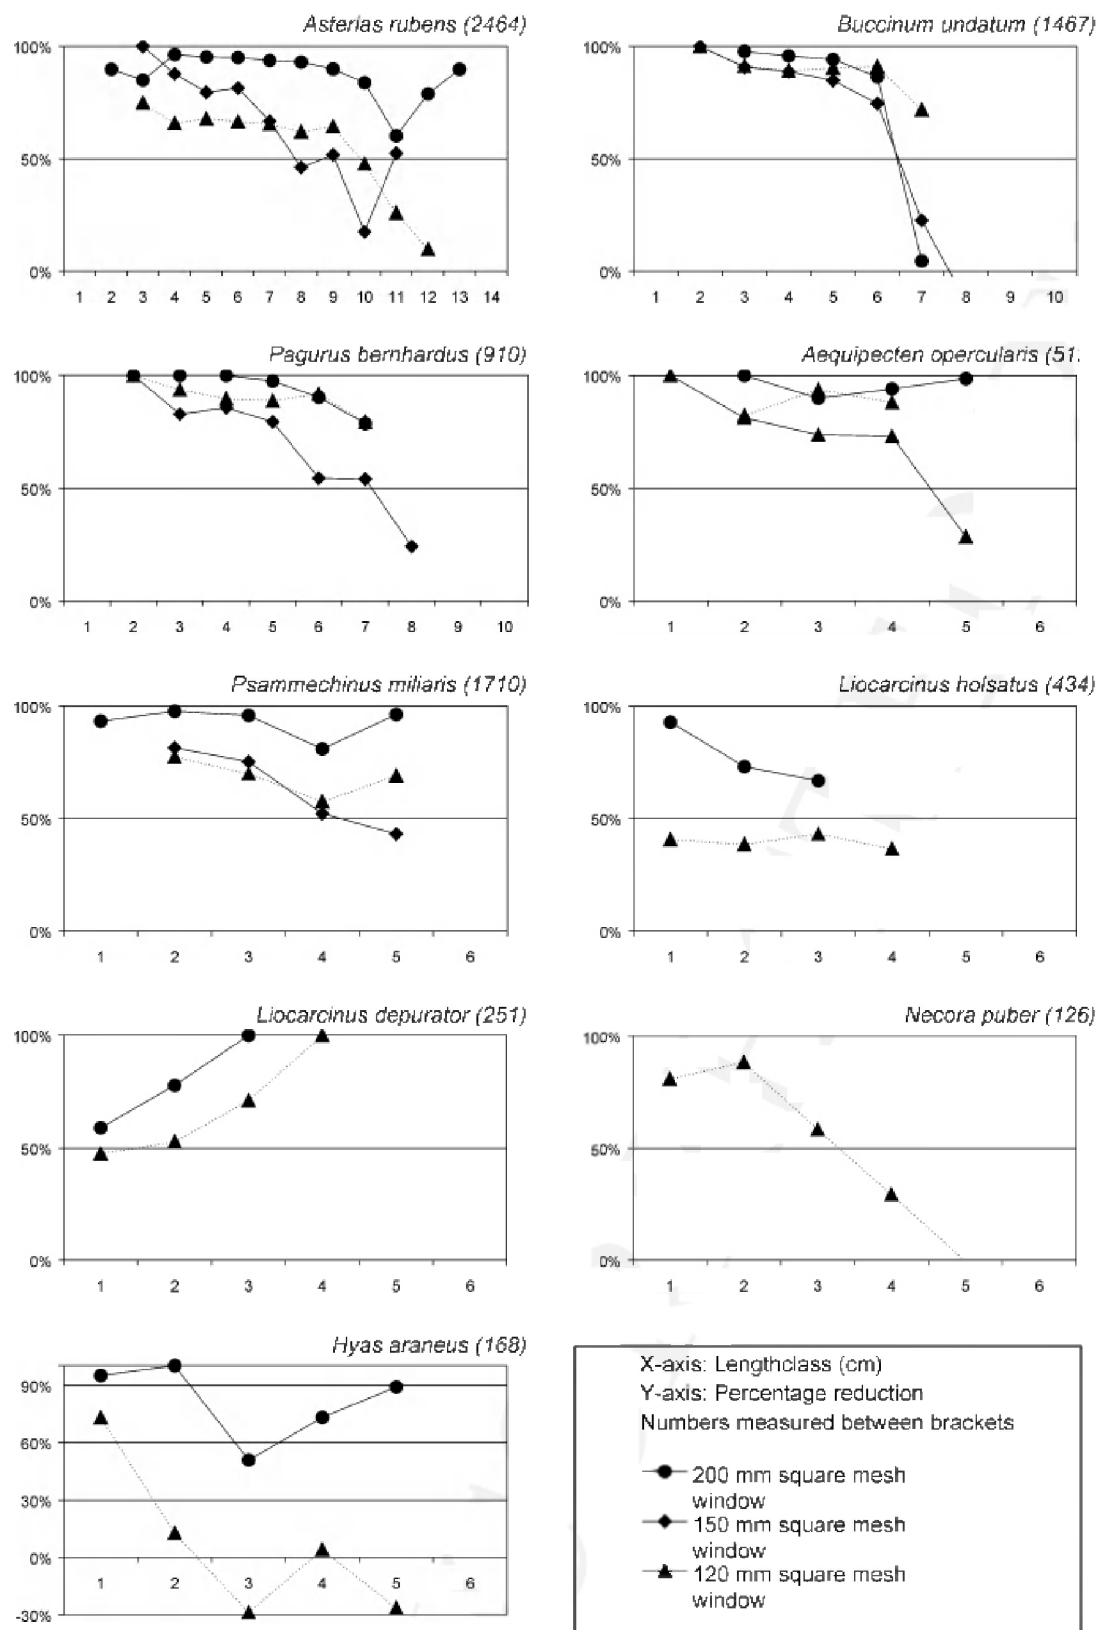 Asterias rubens (2464)
100%
50%
0%
1 2 3 4 5 6 7 8 9 10 11 12 13 14
Buccinum undatum (1467)
100%
50%
0%
1 2 3 4 5 6 7 8 9 10
Pagurus bernhardus (910)
100%
50%
0%
1 2 3 4 5 6 7 8 9 10
Aequipecten opercularis (51.
100%
50%
0%
1 2 3 4 5 6
Psammechinus miliaris (1710)
100%
50%
0%
1 2 3 4 5 6
Liocarcinus holsatus (434)
100%
50%
0%
1 2 3 4 5 6
Liocarcinus depurator (251)
100%
50%
0%
1 2 3 4 5 6
Necora puber (126)
100%
50%
0%
1 2 3 4 5 6
Hyas araneus (168)
90%
60%
30%
0%
1 2 3 4 5 6
-30%
X-axis: Lengthclass (cm)
Y-axis: Percentage reduction
Numbers measured between brackets
200 mm square mesh
window
150 mm square mesh
window
120 mm square mesh
window